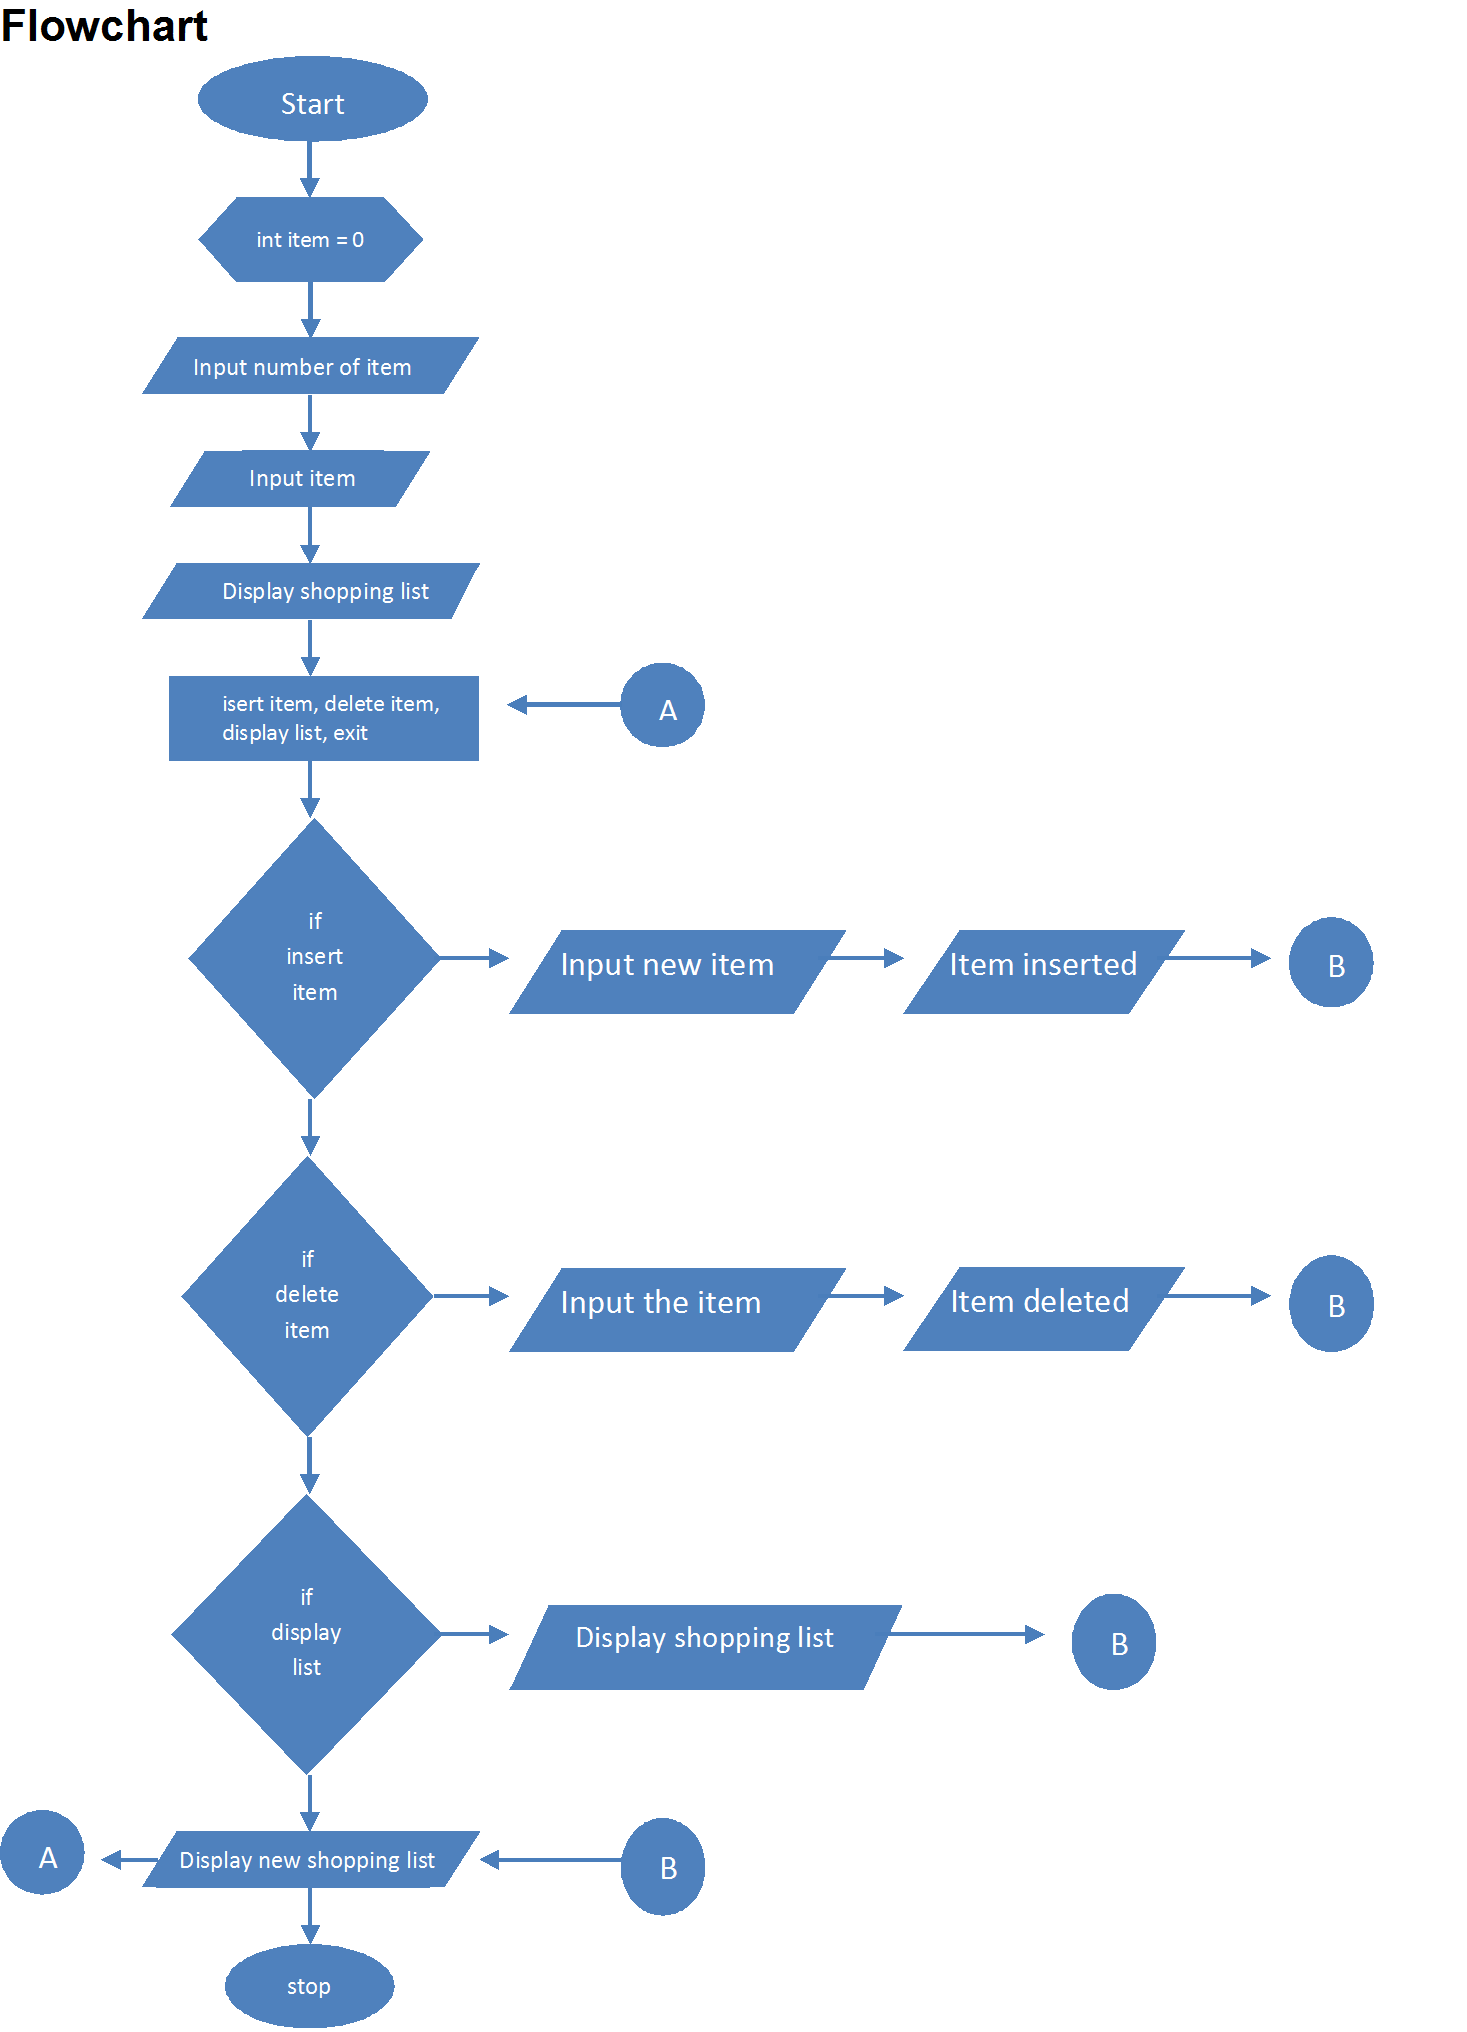 Flowchart
Start
int item = 0
Input number of item
Input item
Display shopping list
isert item, delete item,
display list, exit
A
if
insert
item
Input new item
Item inserted
B
if
delete
item
Input the item
Item deleted
B
if
display
list
Display shopping list
B
A
Display new shopping list
B
stop